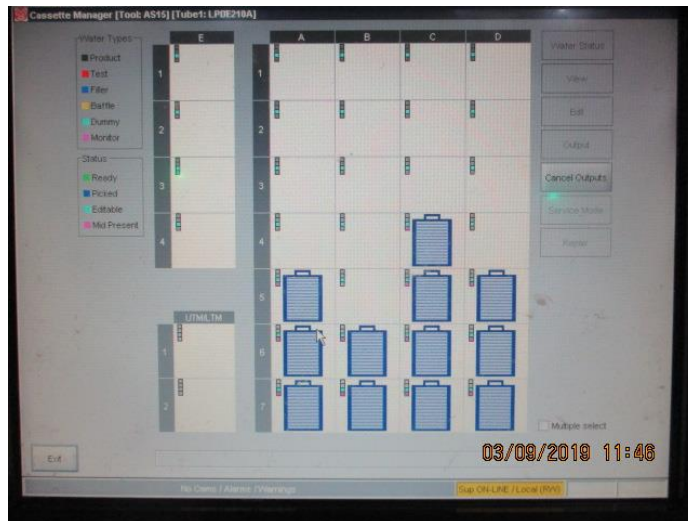 Cassette Manager [Tool: AS15] [Tube1: LPDE210A]
Wafer Types
Product
Test
Filler
Baffle
Dummy
Monitor
Status
Ready
Picked
Editable
Mid Present
E
1
2
3
4
UTM/LTM
1
2
A B C D
1
2
3
4
5
6
7
Wafer Status
View
Edit
Output
Cancel Outputs
Service Mode
Multiple select
Exit
03/09/2019 11:46
No Comms / Alarms / Warnings
Sup ON-LINE / Local (RW)